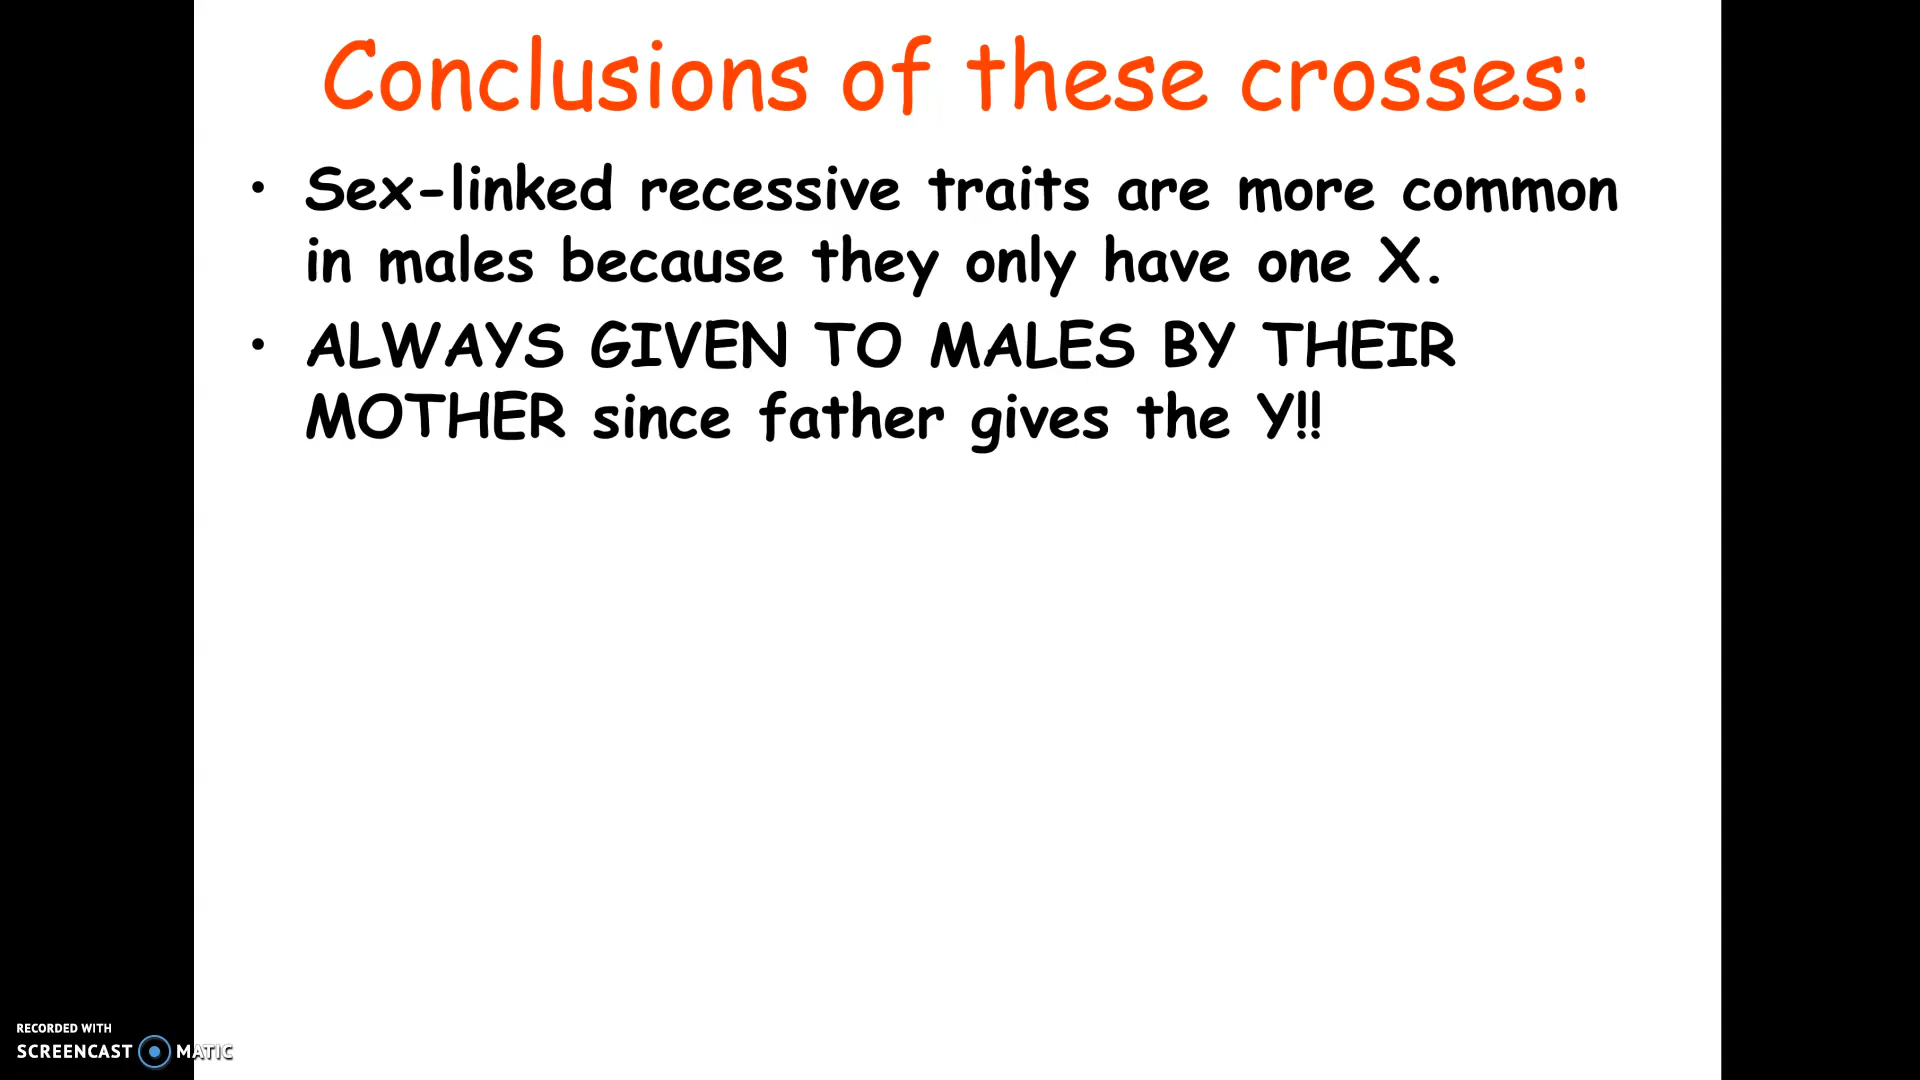 Conclusions of these crosses:
• Sex-linked recessive traits are more common
in males because they only have one X.
• ALWAYS GIVEN TO MALES BY THEIR
MOTHER since father gives the Y!!
RECORDED WITH
SCREENCAST MATIC